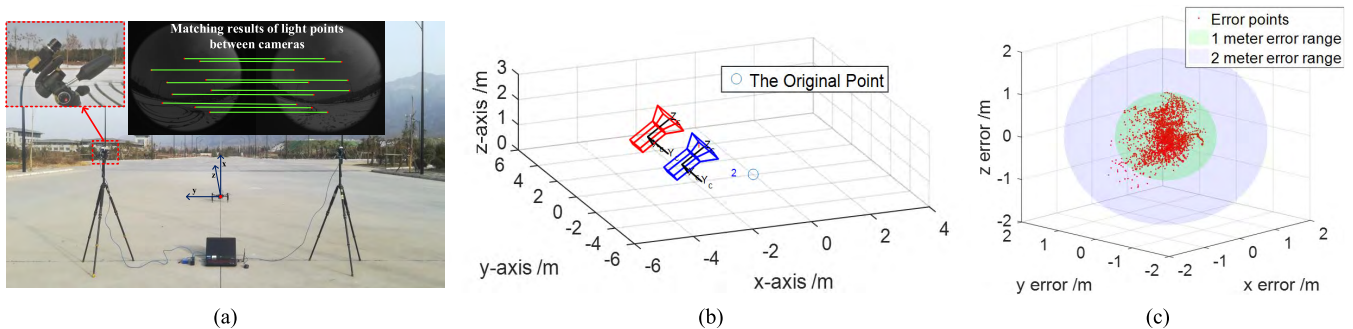 Matching results of light points
between cameras
x
z
y
(a)
The Original Point
z-axis /m
3
2
1
0
6
4
2
0
-2
-4
-6
y-axis /m
-6
-4
-2
0
2
4
x-axis /m
Z
Y
Z
Y_C
2
(b)
Error points
1 meter error range
2 meter error range
z error /m
2
1
0
-1
-2
2
1
0
-1
-2
y error /m
-2
-1
0
1
2
x error /m
(c)